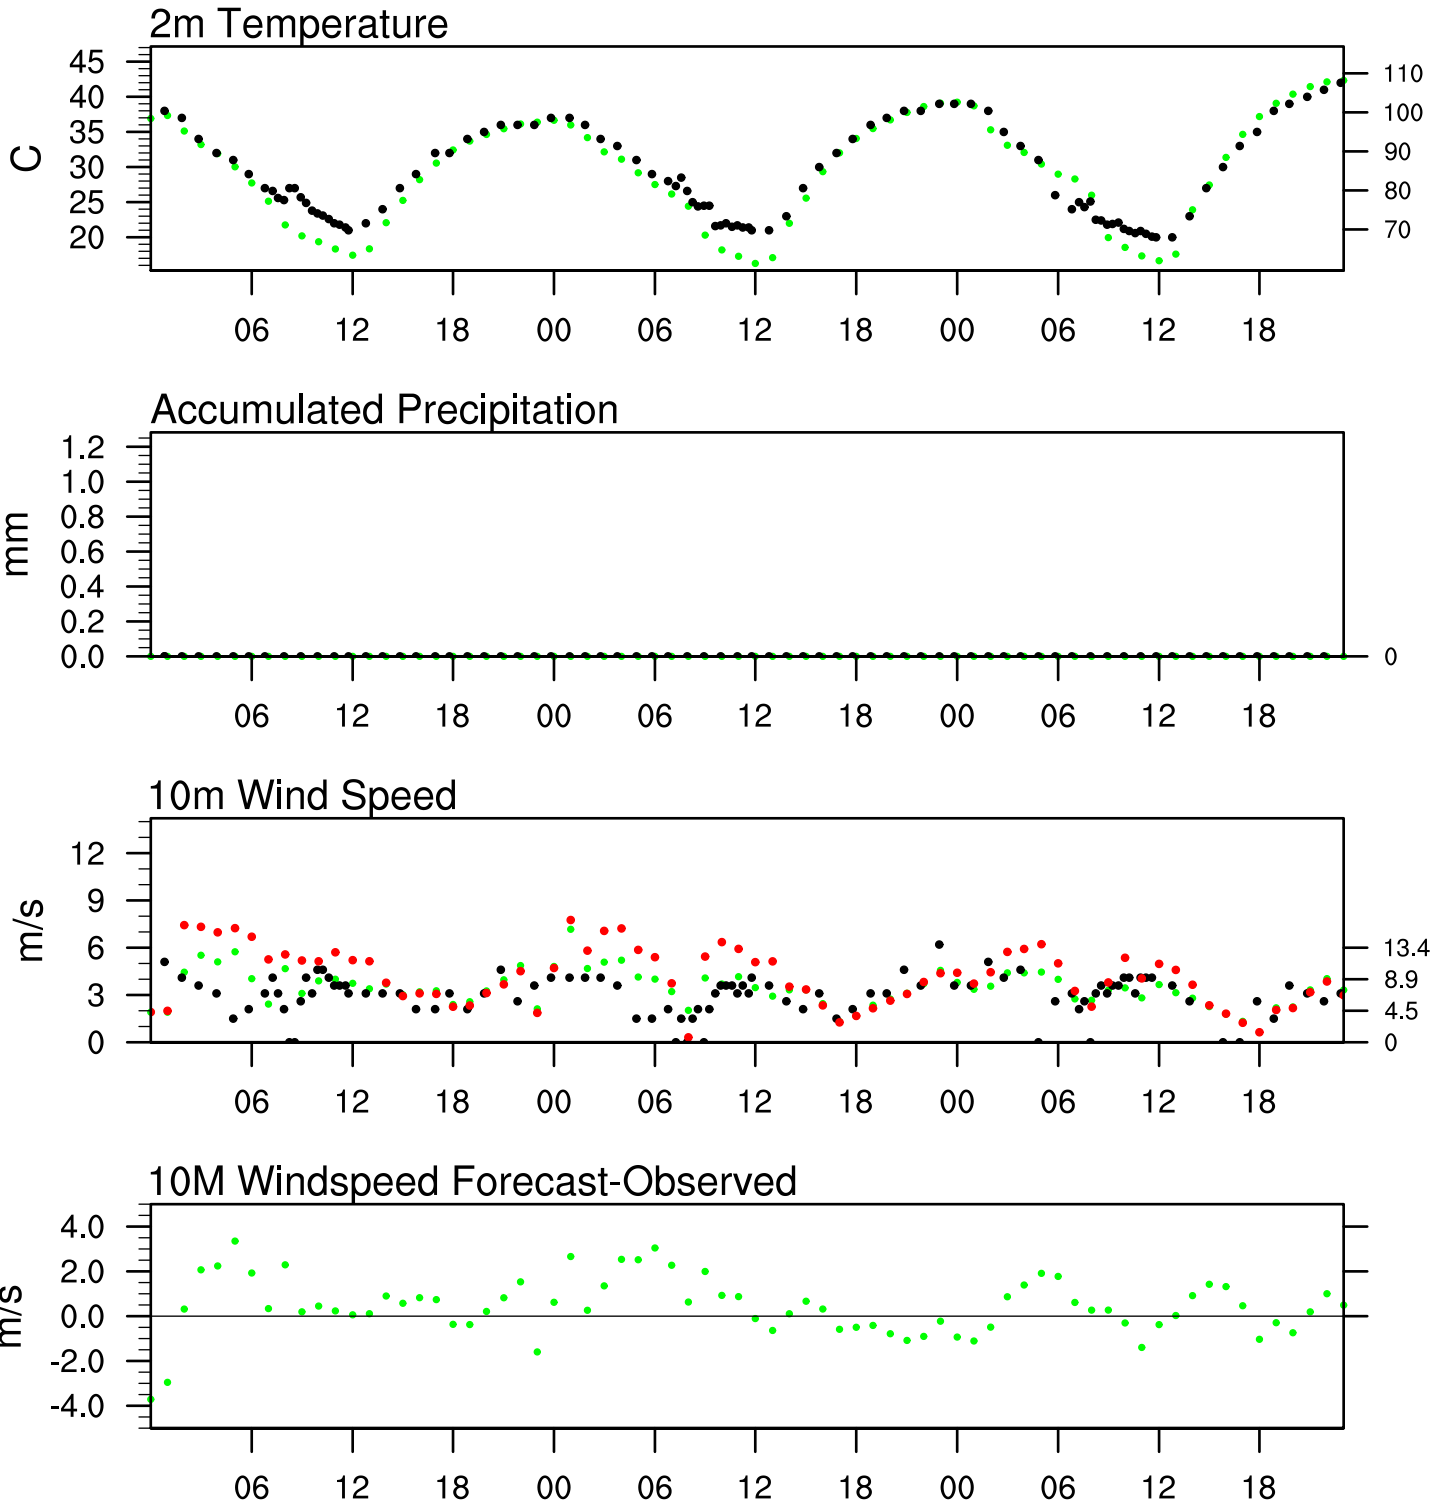 2m Temperature
45
40
35
30
25
20
C
110
100
90
80
70
06 12 18 00 06 12 18 00 06 12 18
Accumulated Precipitation
1.2
1.0
0.8
0.6
0.4
0.2
0.0
mm
0
06 12 18 00 06 12 18 00 06 12 18
10m Wind Speed
12
9
6
3
0
m/s
13.4
8.9
4.5
0
06 12 18 00 06 12 18 00 06 12 18
10M Windspeed Forecast-Observed
4.0
2.0
0.0
-2.0
-4.0
m/s
06 12 18 00 06 12 18 00 06 12 18